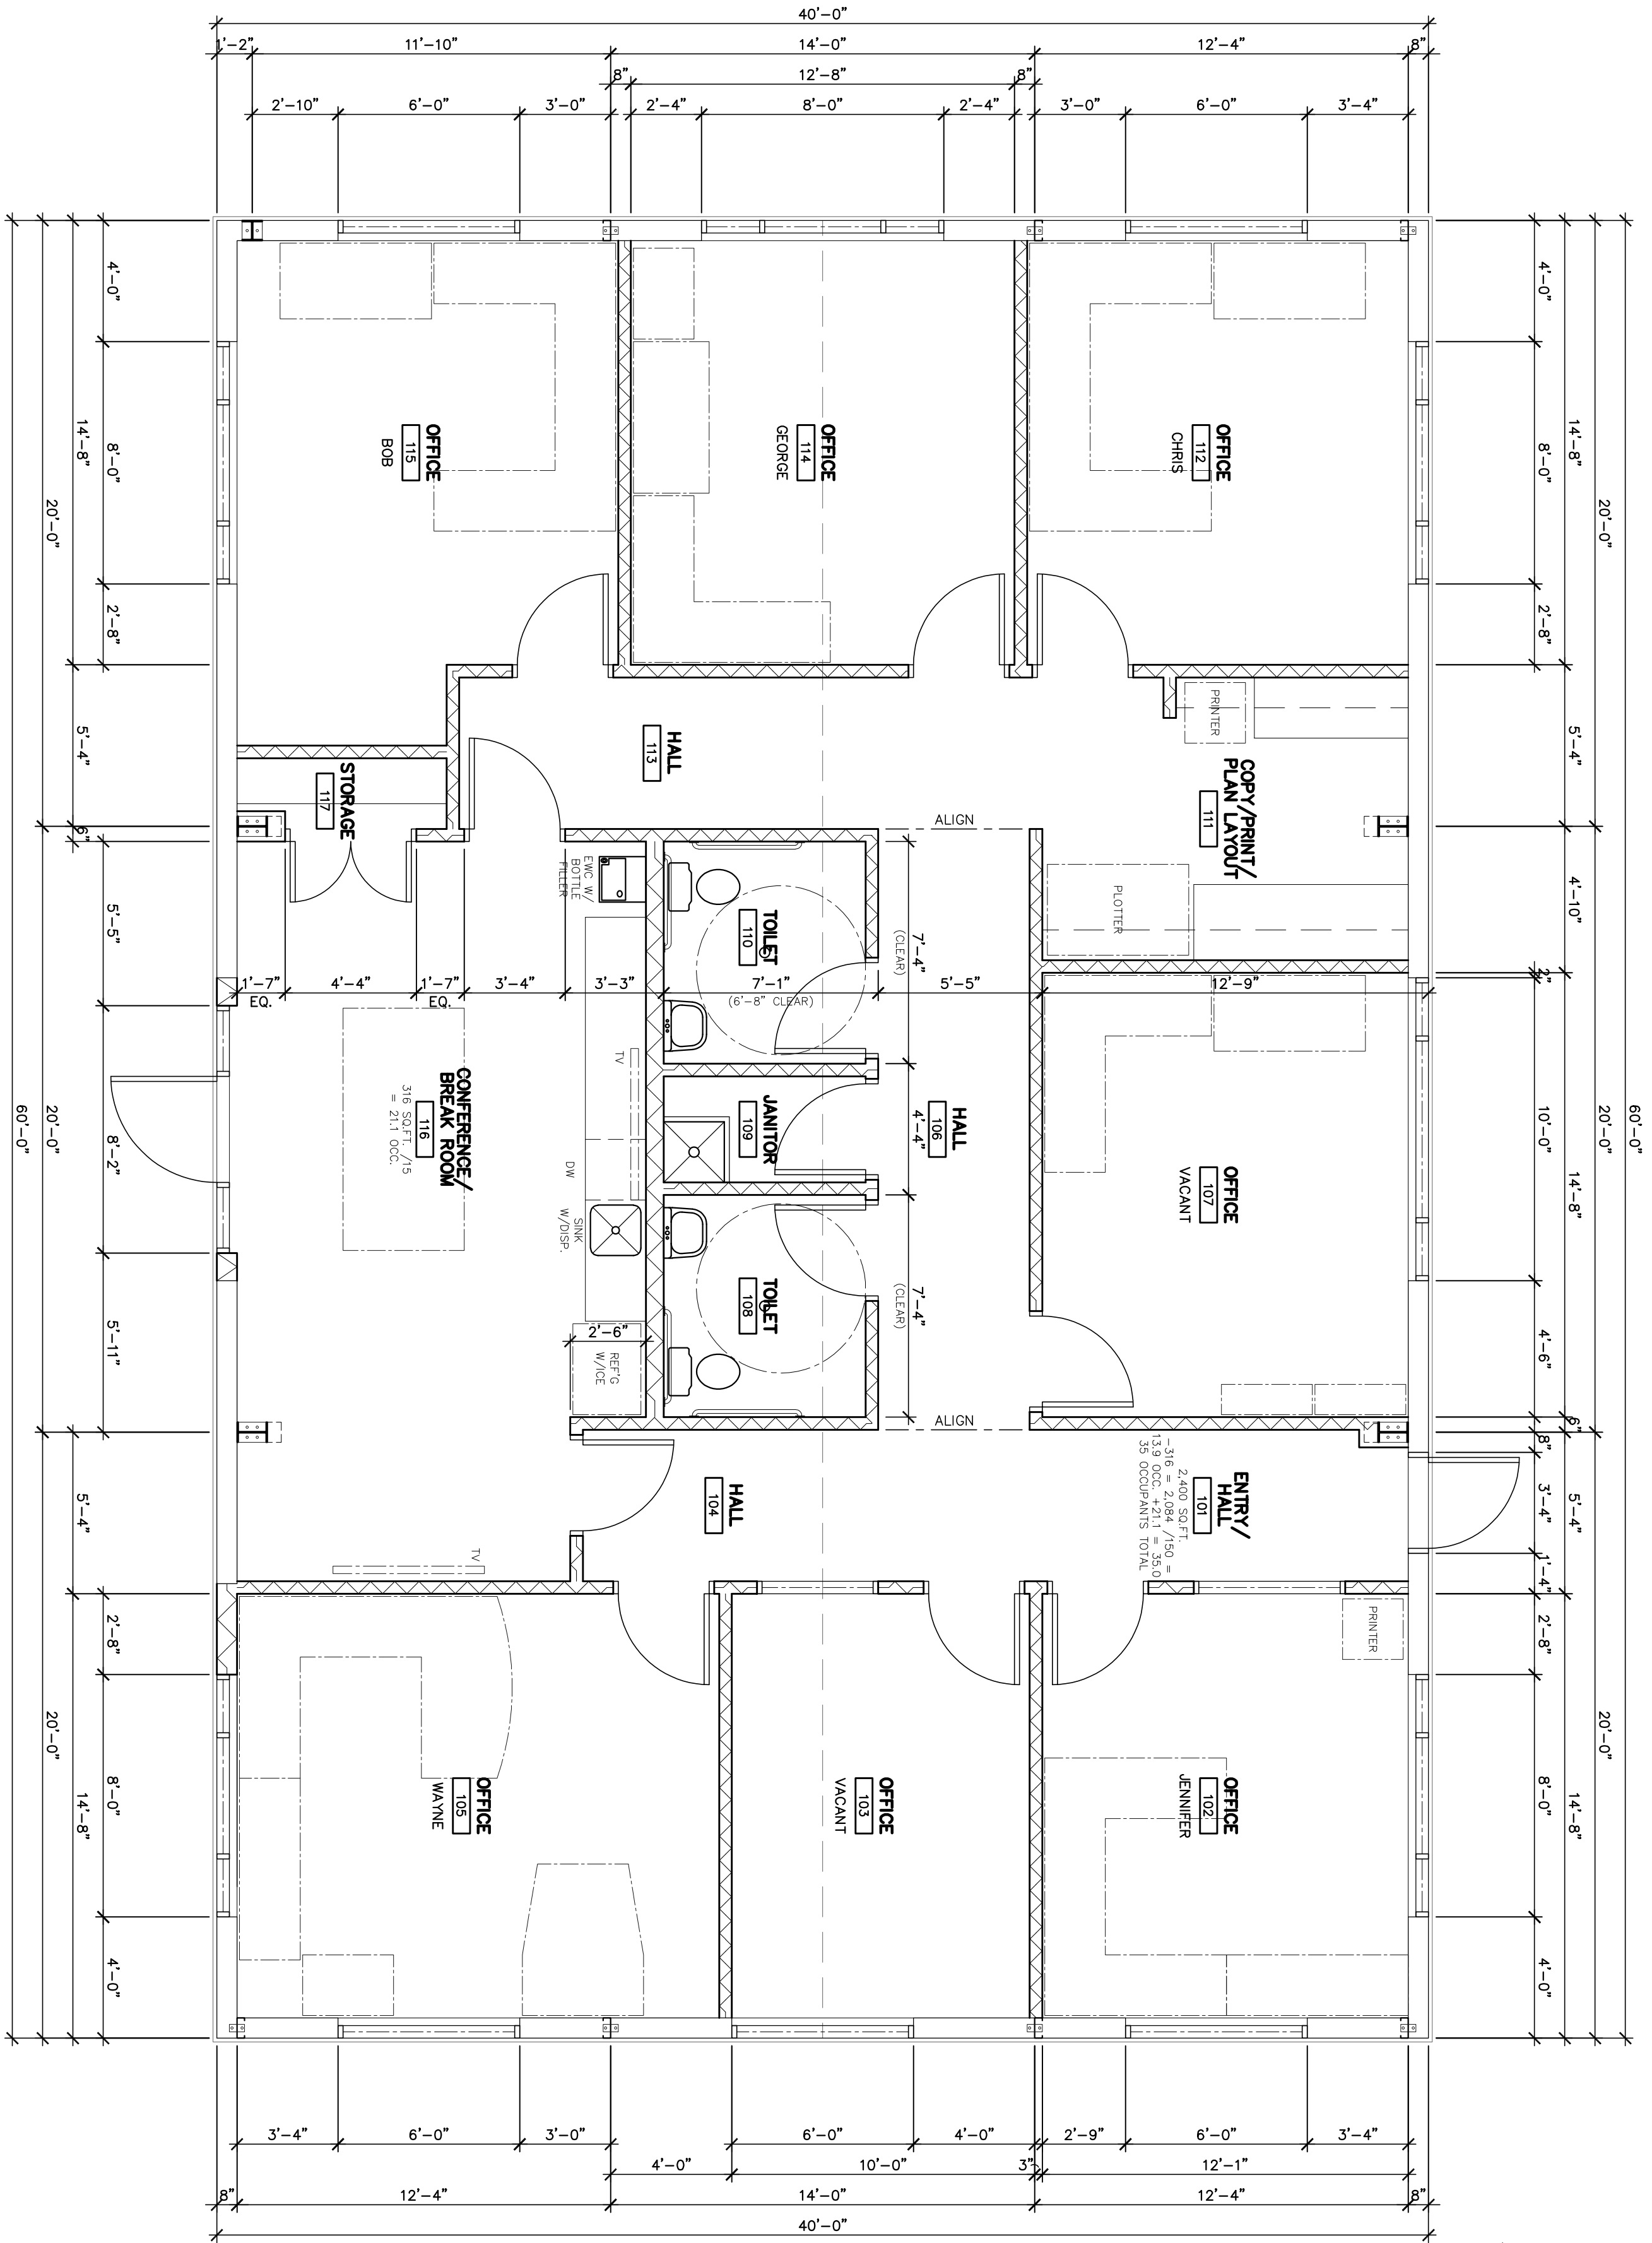 40'-0"
1'-2"
11'-10"
14'-0"
12'-4"
8"
8"
12'-8"
8"
2'-10"
6'-0"
3'-0"
2'-4"
8'-0"
2'-4"
3'-0"
6'-0"
3'-4"
60'-0"
20'-0"
20'-0"
20'-0"
14'-8"
5'-4"
5'-4"
14'-8"
4'-0"
8'-0"
2'-8"
6"
5'-5"
8'-2"
5'-11"
2'-8"
8'-0"
4'-0"
OFFICE
115
BOB
OFFICE
114
GEORGE
OFFICE
112
CHRIS
HALL
113
STORAGE
117
PRINTER
COPY/PRINT/
PLAN LAYOUT
111
PLOTTER
ALIGN
EWC W/
BOTTLE
FILLER
TOILET
110
7'-4"
(CLEAR)
1'-7"
EQ.
4'-4"
1'-7"
EQ.
3'-4"
3'-3"
7'-1"
(6'-8" CLEAR)
5'-5"
12'-9"
CONFERENCE/
BREAK ROOM
116
316 SQ.FT. /15
= 21.1 OCC.
TV
DW
SINK
W/DISP.
2'-6"
REF'G
W/ICE
JANITOR
109
4'-4"
HALL
106
TOILET
108
7'-4"
(CLEAR)
OFFICE
107
VACANT
ALIGN
ENTRY/
HALL
101
2,400 SQ.FT.
-316 = 2,084 /150 =
13.9 OCC. +21.1 = 35.0
35 OCCUPANTS TOTAL
HALL
104
TV
PRINTER
OFFICE
105
WAYNE
OFFICE
103
VACANT
OFFICE
102
JENNIFER
4'-0"
8'-0"
2'-8"
14'-8"
5'-4"
4'-10"
2"
10'-0"
4'-6"
14'-8"
6"
8"
3'-4"
1'-4"
5'-4"
2'-8"
8'-0"
4'-0"
14'-8"
20'-0"
20'-0"
20'-0"
60'-0"
3'-4"
6'-0"
3'-0"
6'-0"
4'-0"
2'-9"
6'-0"
3'-4"
4'-0"
10'-0"
3"
12'-1"
8"
12'-4"
14'-0"
12'-4"
8"
40'-0"